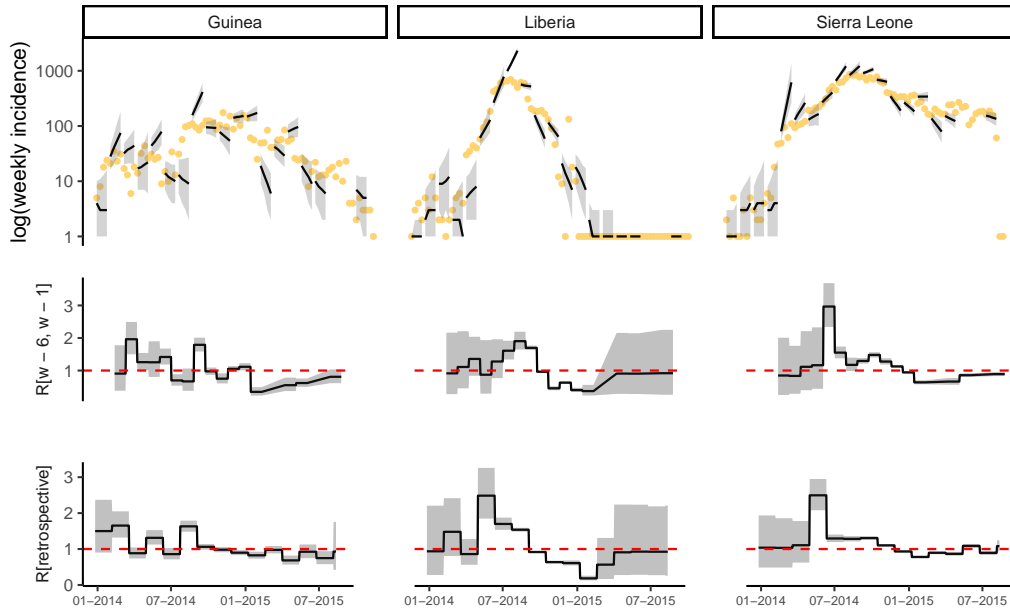 Guinea Liberia Sierra Leone
log(weekly incidence)
1000
100
10
1
R[w − 6, w − 1]
3
2
1
R[retrospective]
3
2
1
0
01−2014 07−2014 01−2015 07−2015 01−2014 07−2014 01−2015 07−2015 01−2014 07−2014 01−2015 07−2015